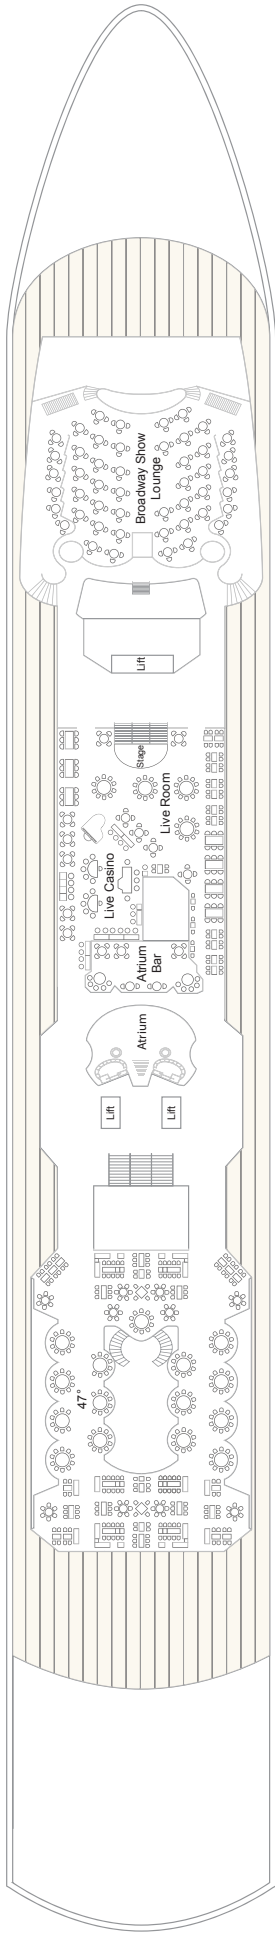 Broadway Show
Lounge
Lift
Stage
Live Room
Live Casino
Atrium
Bar
Atrium
Lift
Lift
47°